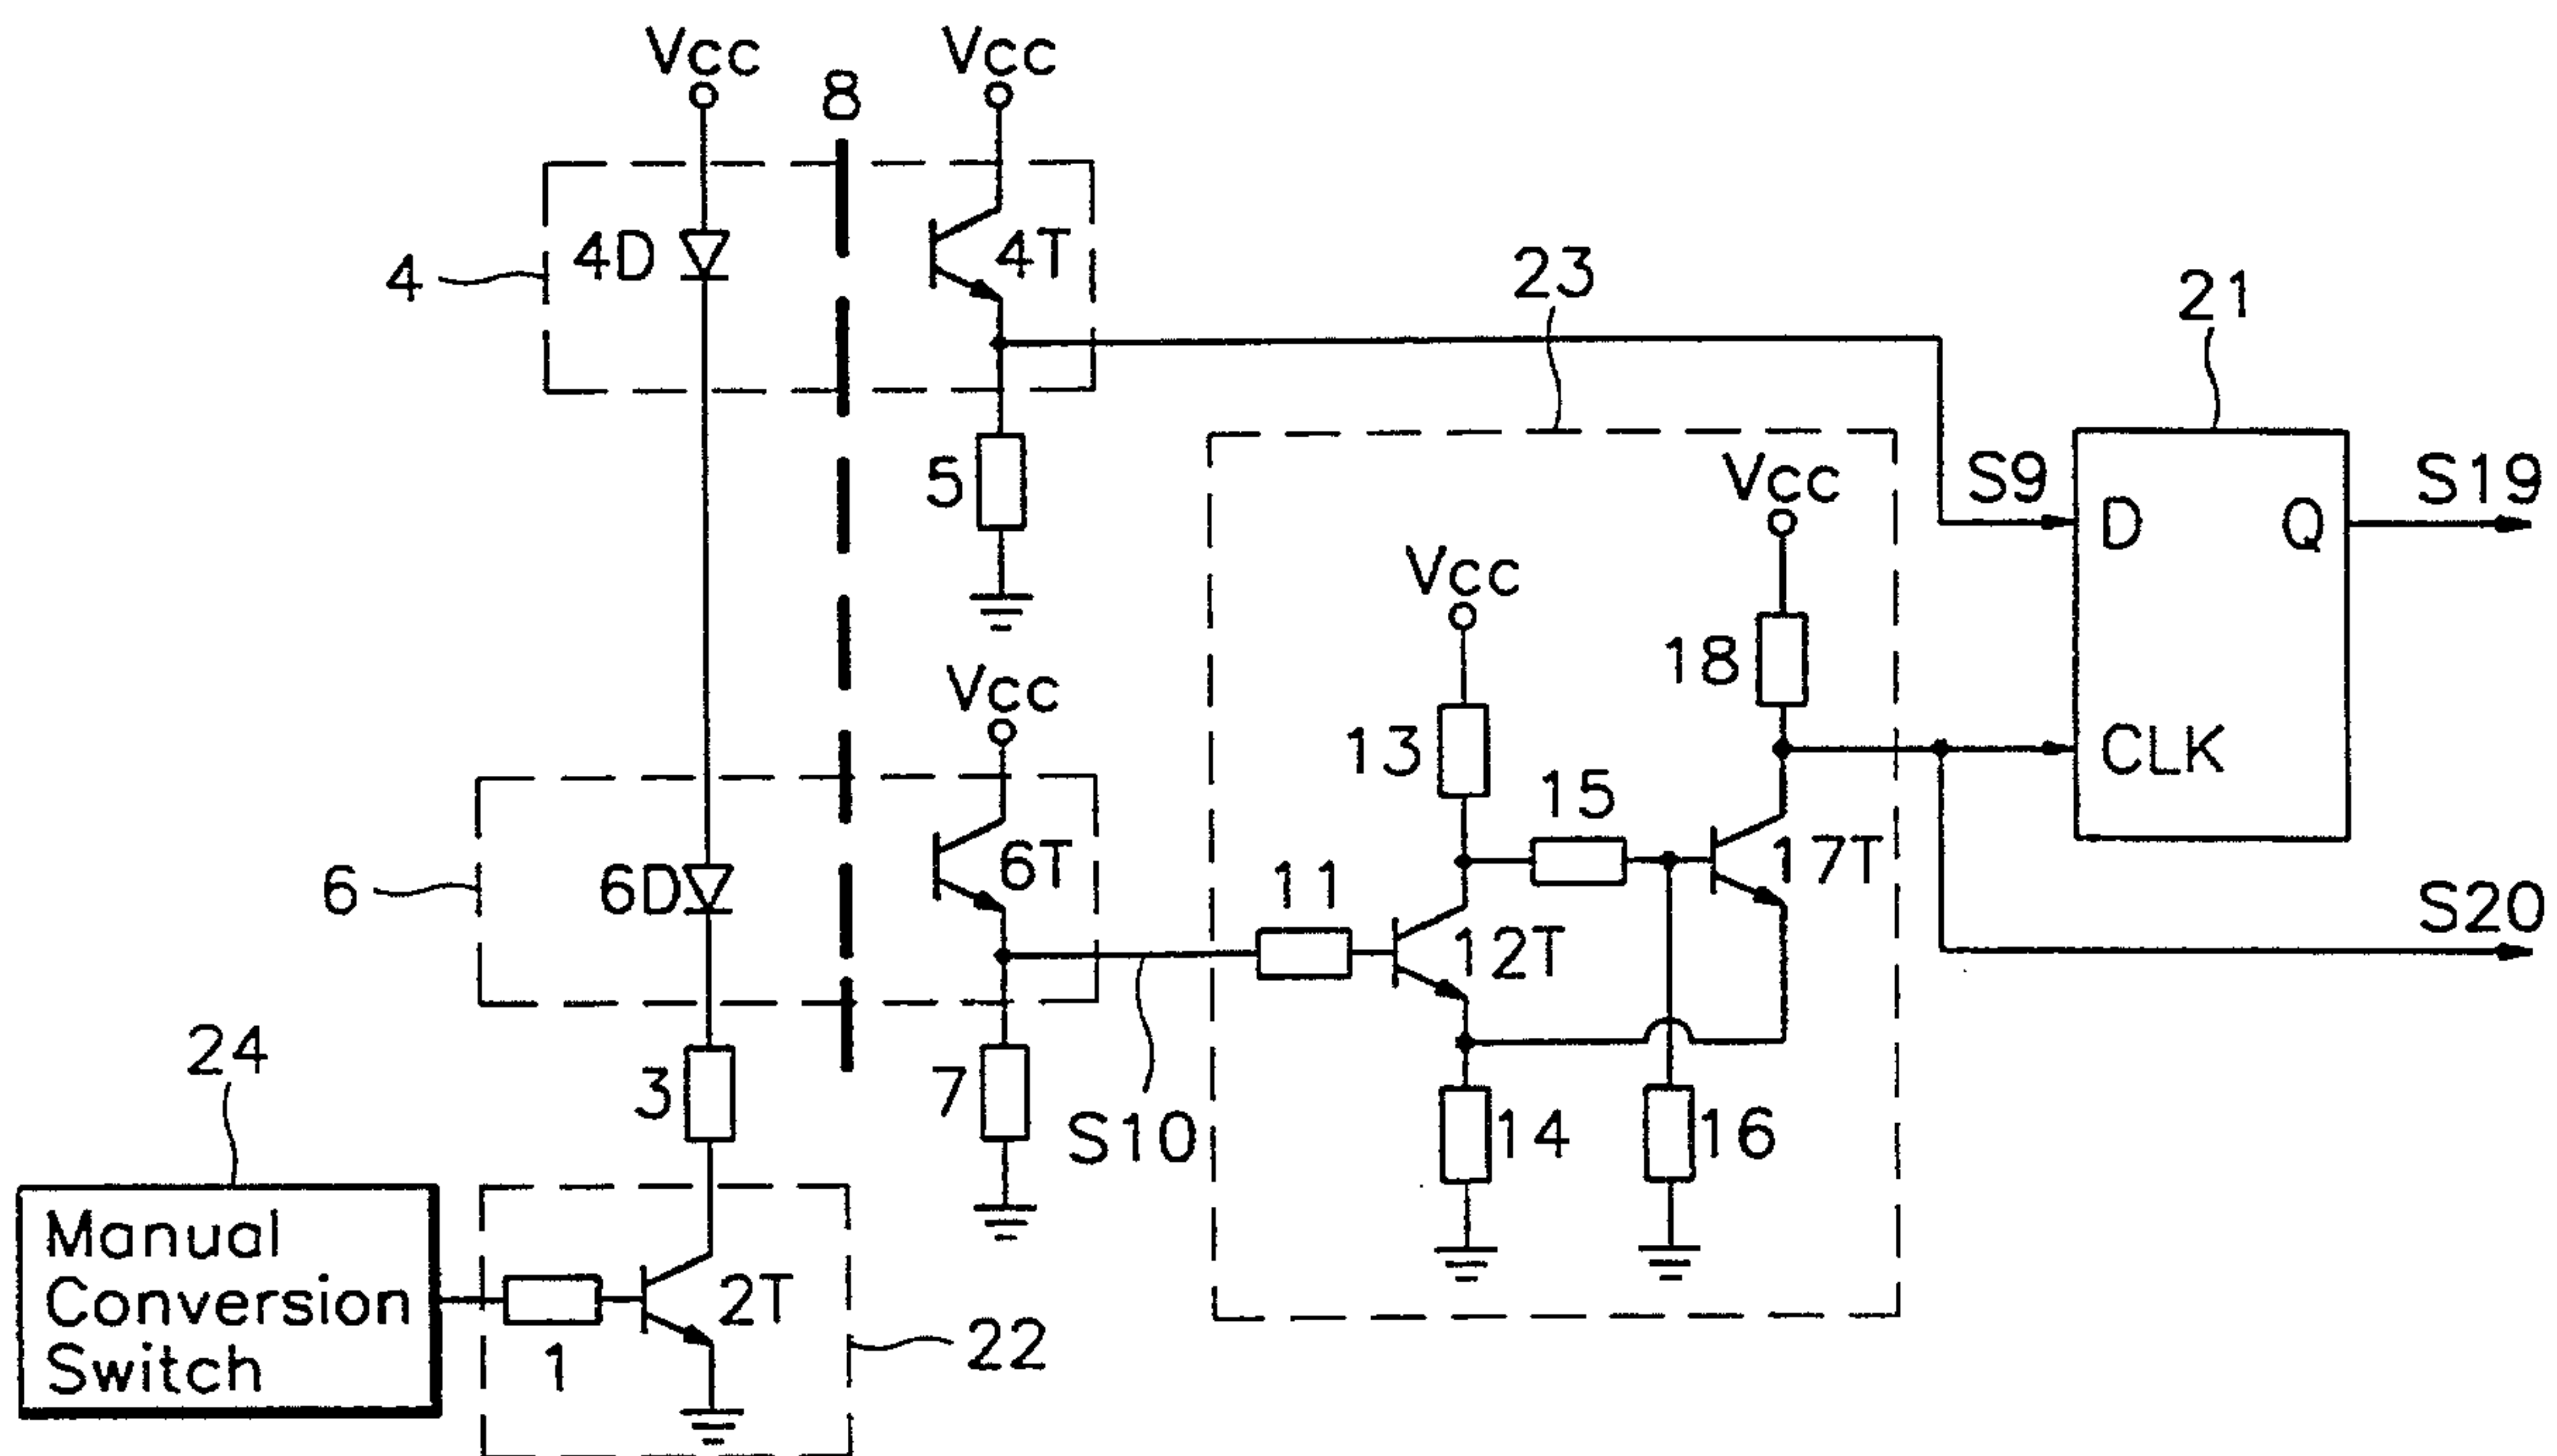 Vcc
Vcc
8
4
4D
4T
23
21
5
S9
S19
Vcc
D
Q
Vcc
18
Vcc
13
CLK
15
6
6D
6T
11
17T
S20
12T
24
3
7
S10
14
16
Manual
Conversion
Switch
2T
1
22